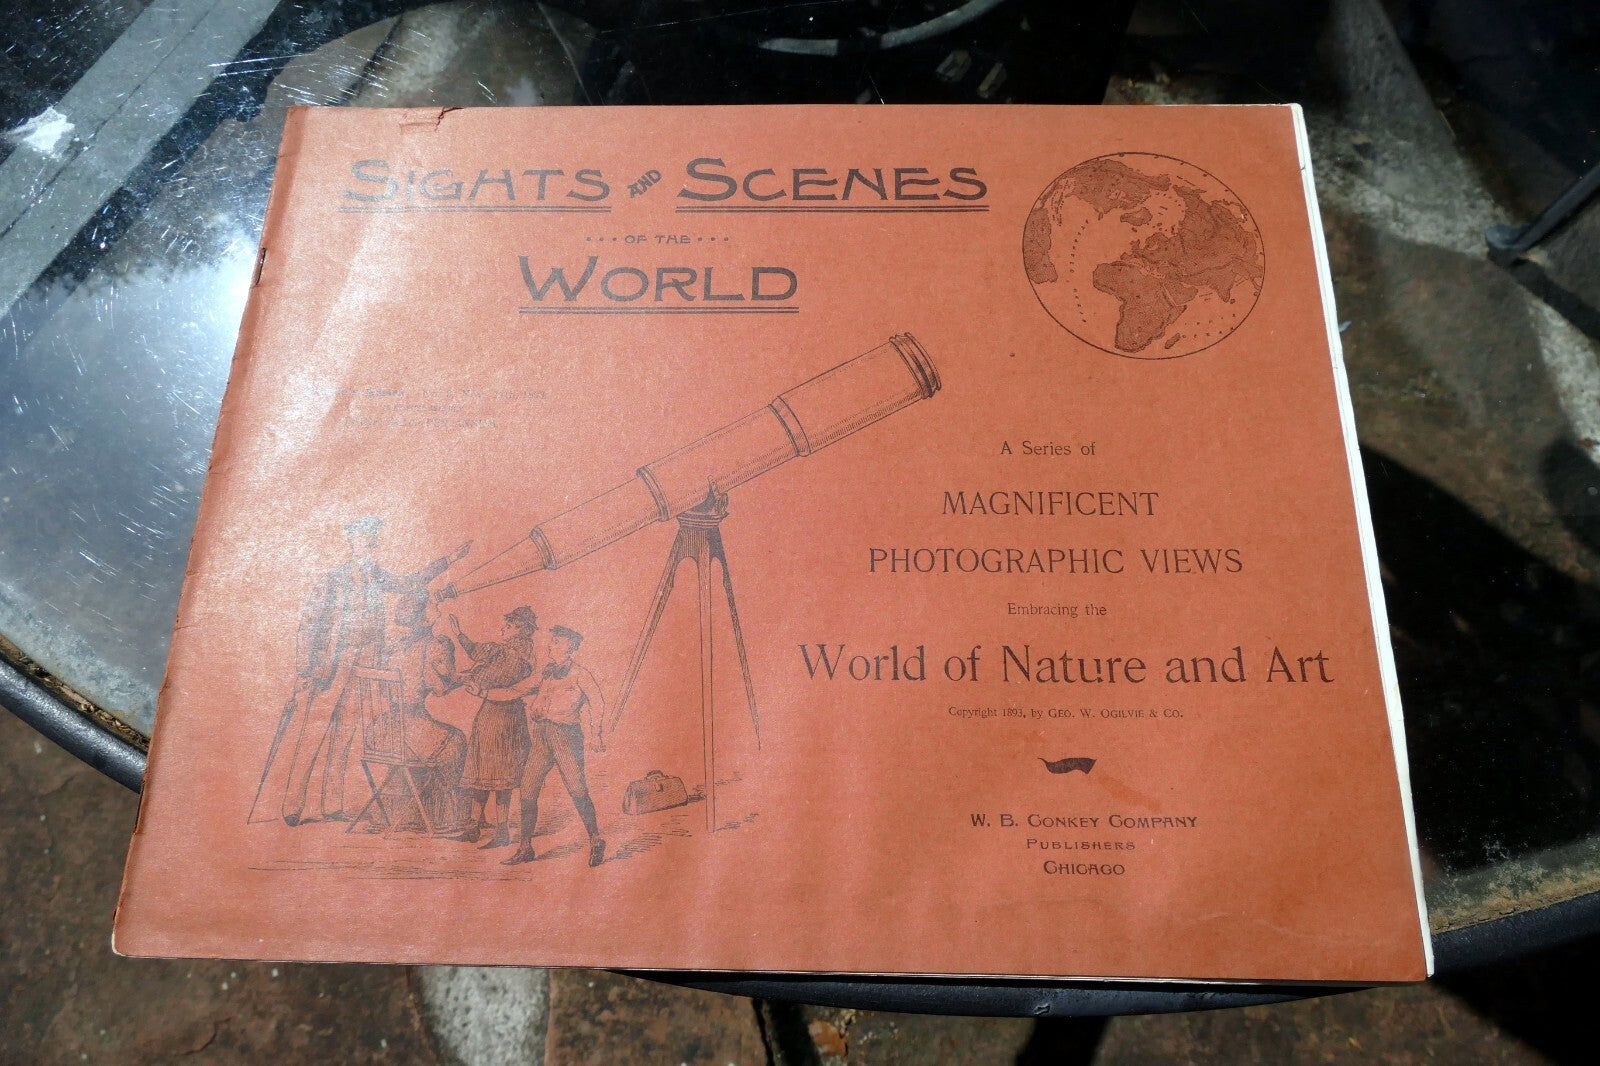 SIGHTS AND SCENES
OF THE
WORLD
A Series of
MAGNIFICENT
PHOTOGRAPHIC VIEWS
Embracing the
World of Nature and Art
Copyright 1893, by GEO. W. OGILVIE & CO.
W. B. CONKEY COMPANY
PUBLISHERS
CHICAGO